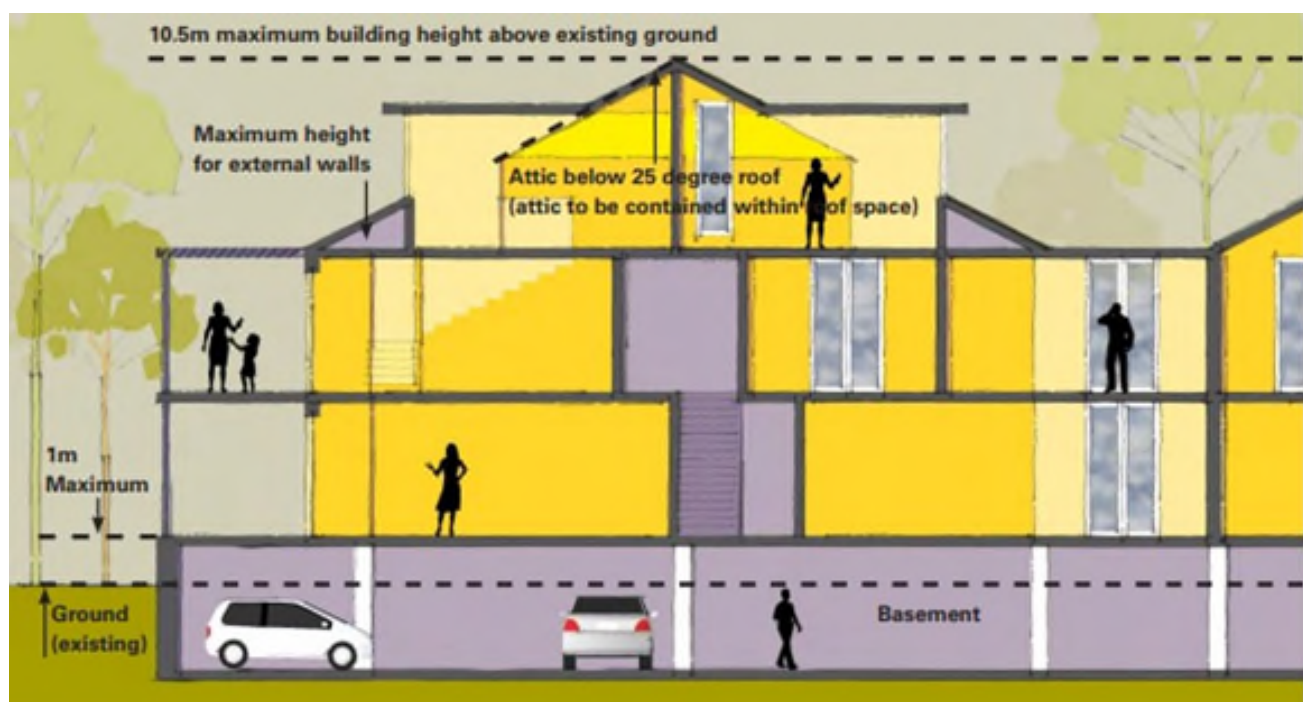 10.5m maximum building height above existing ground
Maximum height
for external walls
Attic below 25 degree roof
(attic to be contained within roof space)
1m
Maximum
Ground
(existing)
Basement